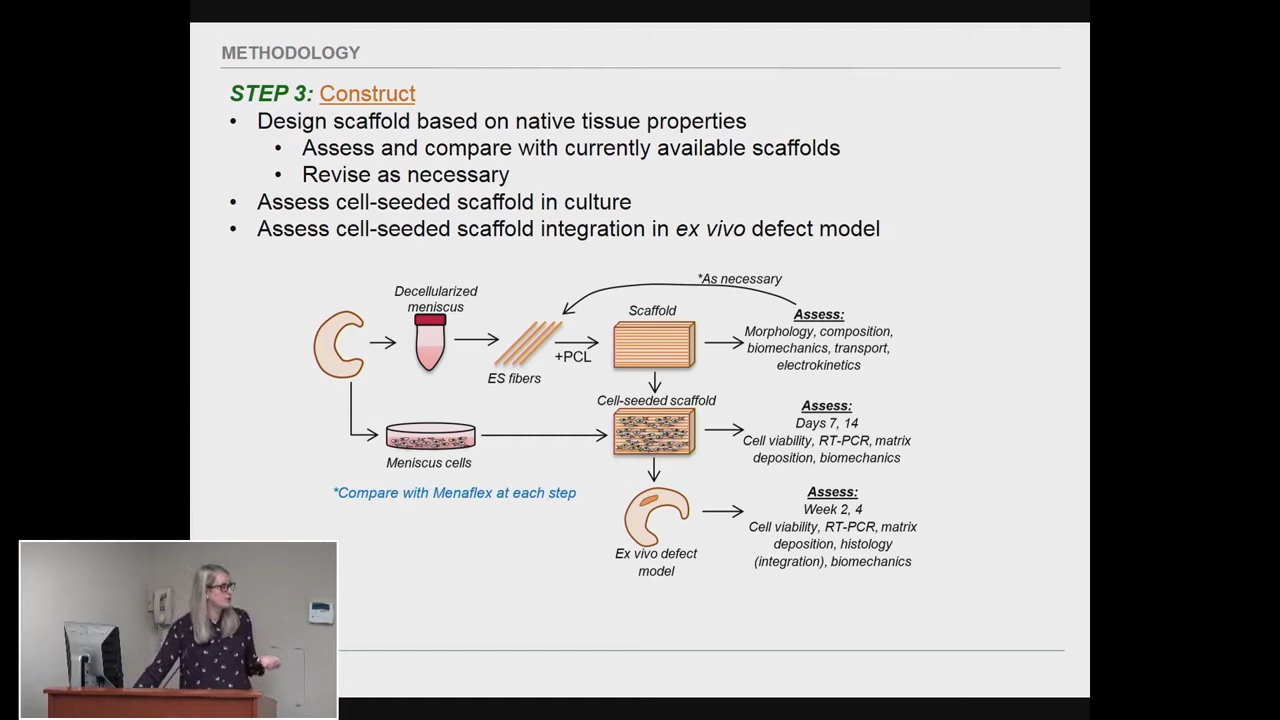 METHODOLOGY
STEP 3: Construct
• Design scaffold based on native tissue properties
• Assess and compare with currently available scaffolds
• Revise as necessary
• Assess cell-seeded scaffold in culture
• Assess cell-seeded scaffold integration in ex vivo defect model
*As necessary
Decellularized
meniscus
Scaffold
Assess:
Morphology, composition,
biomechanics, transport,
electrokinetics
+PCL
ES fibers
Cell-seeded scaffold
Assess:
Days 7, 14
Cell viability, RT-PCR, matrix
deposition, biomechanics
Meniscus cells
*Compare with Menaflex at each step
Assess:
Week 2, 4
Cell viability, RT-PCR, matrix
deposition, histology
(integration), biomechanics
Ex vivo defect
model